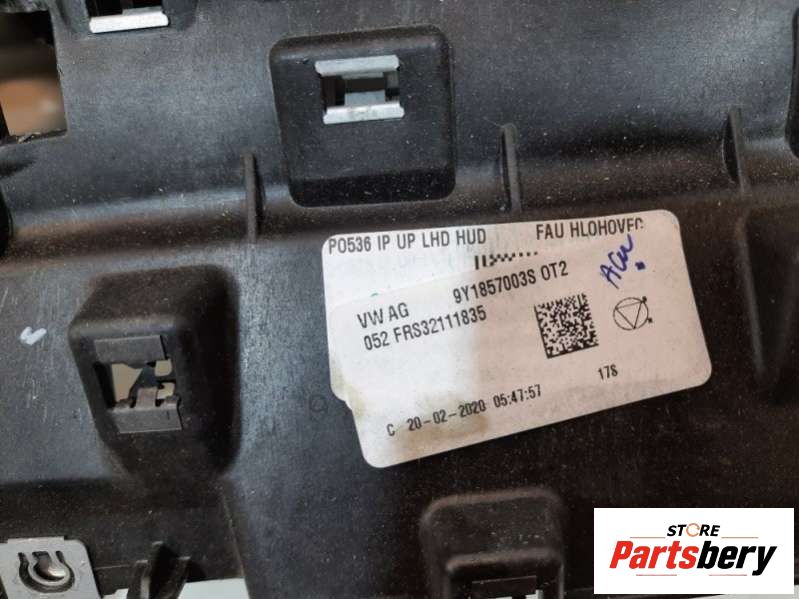 PO536 IP UP LHD HUD FAU HLOHOVEC
VW AG 9Y1857003S OT2
052 FRS32111835
ACW
C 20-02-2020 05:47:57 178
STORE
Partsbery